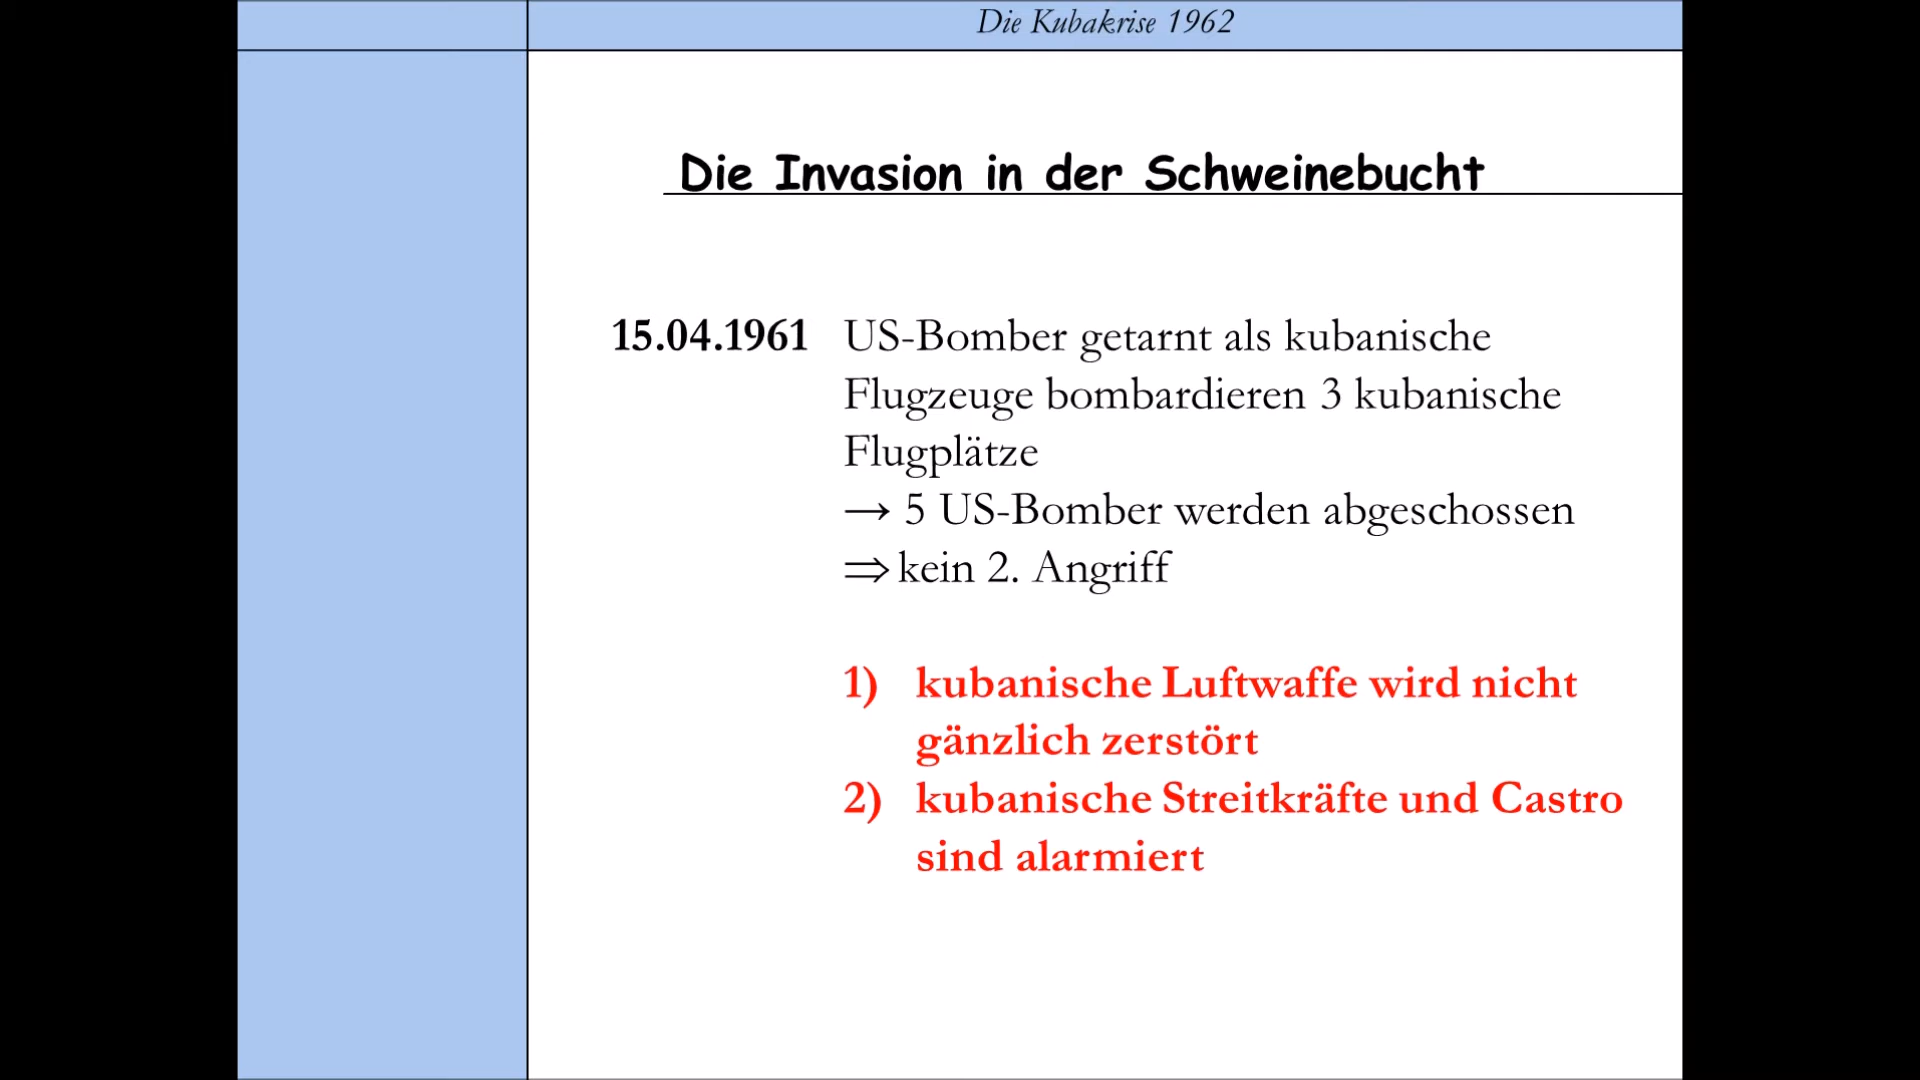 Die Kubakrise 1962
Die Invasion in der Schweinebucht
15.04.1961 US-Bomber getarnt als kubanische
Flugzeuge bombardieren 3 kubanische
Flugplätze
→ 5 US-Bomber werden abgeschossen
⇒ kein 2. Angriff
1) kubanische Luftwaffe wird nicht
gänzlich zerstört
2) kubanische Streitkräfte und Castro
sind alarmiert